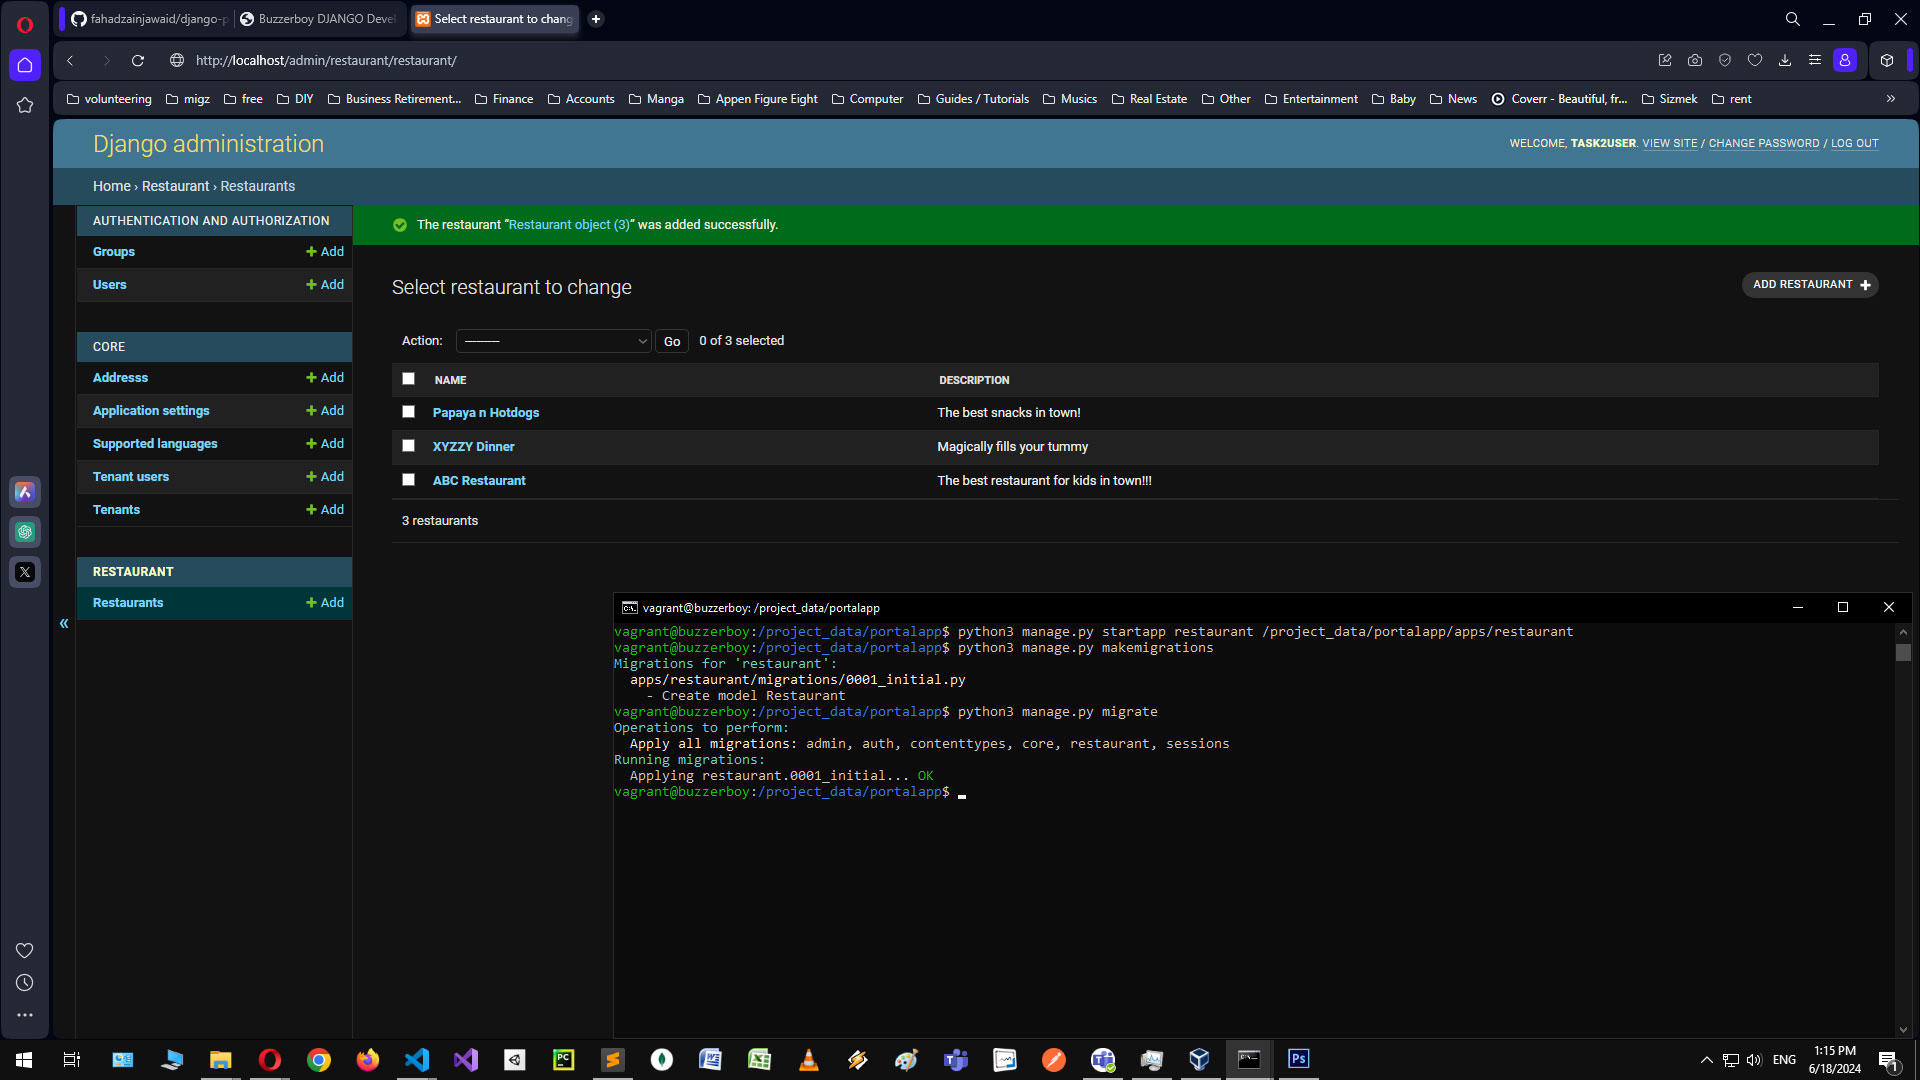 fahadzainjawaid/django-p
Buzzerboy DJANGO Deve
Select restaurant to chang
http://localhost/admin/restaurant/restaurant/
volunteering migz free DIY Business Retirement... Finance Accounts Manga Appen Figure Eight Computer Guides / Tutorials Musics Real Estate Other Entertainment Baby News Coverr - Beautiful, fr... Sizmek rent »
Django administration
WELCOME, TASK2USER. VIEW SITE / CHANGE PASSWORD / LOG OUT
Home › Restaurant › Restaurants
AUTHENTICATION AND AUTHORIZATION
Groups + Add
Users + Add
CORE
Addresss + Add
Application settings + Add
Supported languages + Add
Tenant users + Add
Tenants + Add
RESTAURANT
Restaurants + Add
«
The restaurant “Restaurant object (3)” was added successfully.
Select restaurant to change
ADD RESTAURANT +
Action: --------- Go 0 of 3 selected
NAME DESCRIPTION
Papaya n Hotdogs The best snacks in town!
XYZZY Dinner Magically fills your tummy
ABC Restaurant The best restaurant for kids in town!!!
3 restaurants
vagrant@buzzerboy: /project_data/portalapp
vagrant@buzzerboy:/project_data/portalapp$ python3 manage.py startapp restaurant /project_data/portalapp/apps/restaurant
vagrant@buzzerboy:/project_data/portalapp$ python3 manage.py makemigrations
Migrations for 'restaurant':
apps/restaurant/migrations/0001_initial.py
- Create model Restaurant
vagrant@buzzerboy:/project_data/portalapp$ python3 manage.py migrate
Operations to perform:
Apply all migrations: admin, auth, contenttypes, core, restaurant, sessions
Running migrations:
Applying restaurant.0001_initial... OK
vagrant@buzzerboy:/project_data/portalapp$
ENG
1:15 PM
6/18/2024
1